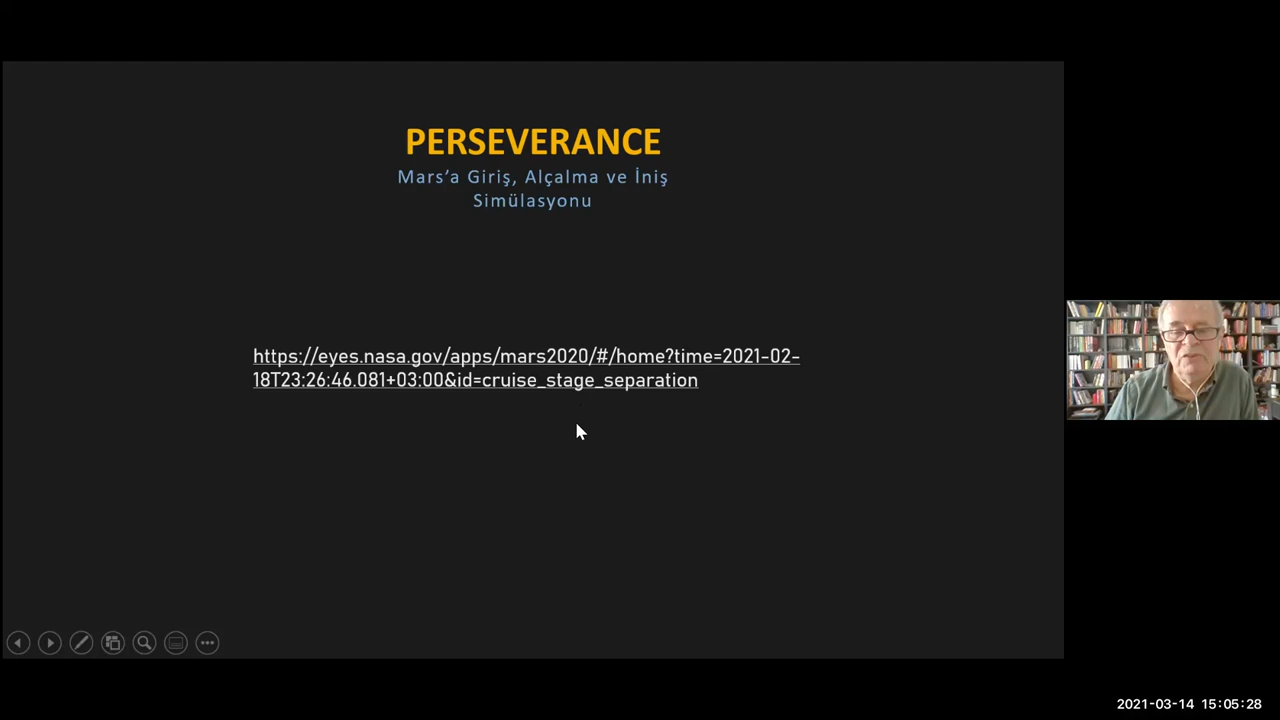 PERSEVERANCE
Mars’a Giriş, Alçalma ve İniş
Simülasyonu
https://eyes.nasa.gov/apps/mars2020/#/home?time=2021-02-
18T23:26:46.081+03:00&id=cruise_stage_separation
2021-03-14 15:05:28